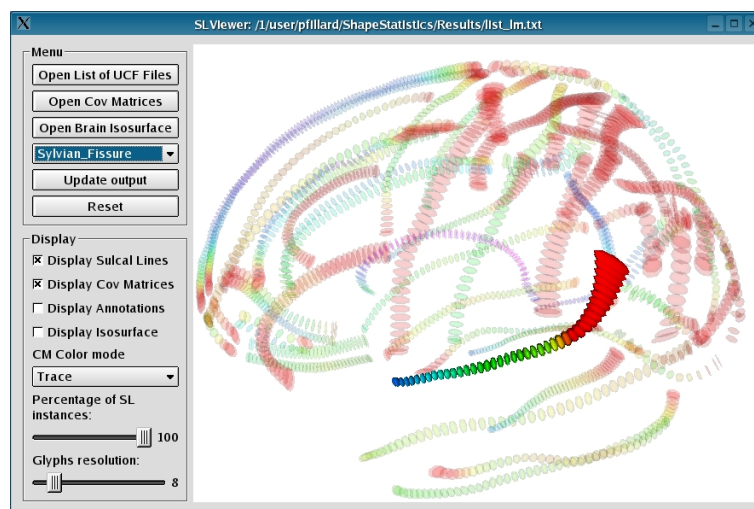 SLViewer: /1/user/pfillard/ShapeStatistics/Results/list_lm.txt
Menu
Open List of UCF Files
Open Cov Matrices
Open Brain Isosurface
Sylvian_Fissure
Update output
Reset
Display
Display Sulcal Lines
Display Cov Matrices
Display Annotations
Display Isosurface
CM Color mode
Trace
Percentage of SL
instances:
100
Glyphs resolution:
8